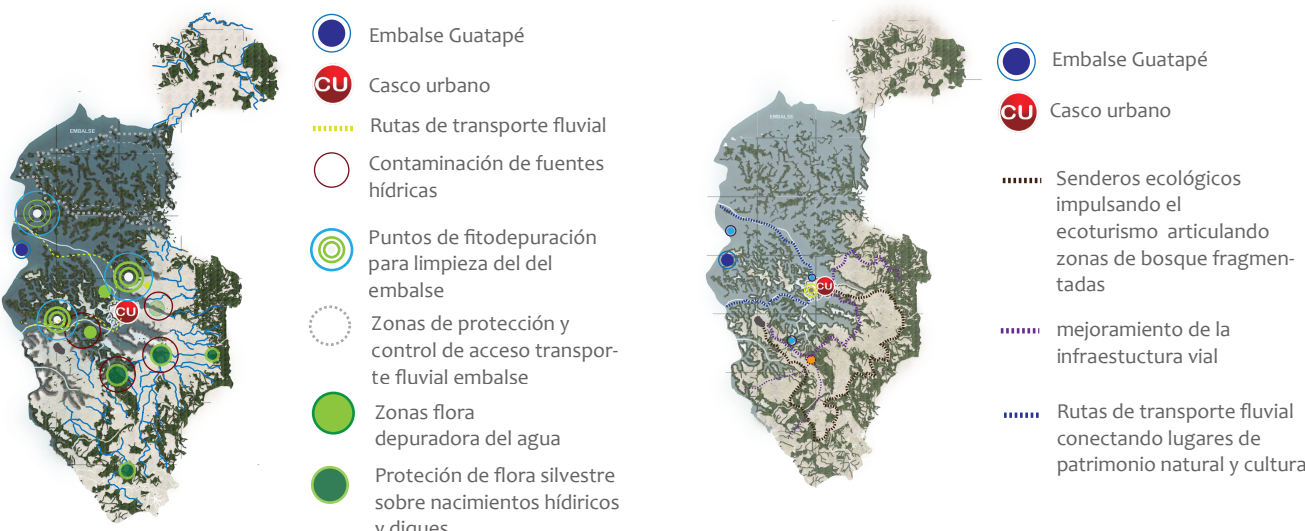 EMBALSE
CU
Embalse Guatapé
CU
Casco urbano
Rutas de transporte fluvial
Contaminación de fuentes
hídricas
Puntos de fitodepuración
para limpieza del del
embalse
Zonas de protección y
control de acceso transpor-
te fluvial embalse
Zonas flora
depuradora del agua
Proteción de flora silvestre
sobre nacimientos hídiricos
y diques
EMBALSE
CU
Embalse Guatapé
CU
Casco urbano
Senderos ecológicos
impulsando el
ecoturismo articulando
zonas de bosque fragmen-
tadas
mejoramiento de la
infraestuctura vial
Rutas de transporte fluvial
conectando lugares de
patrimonio natural y cultura